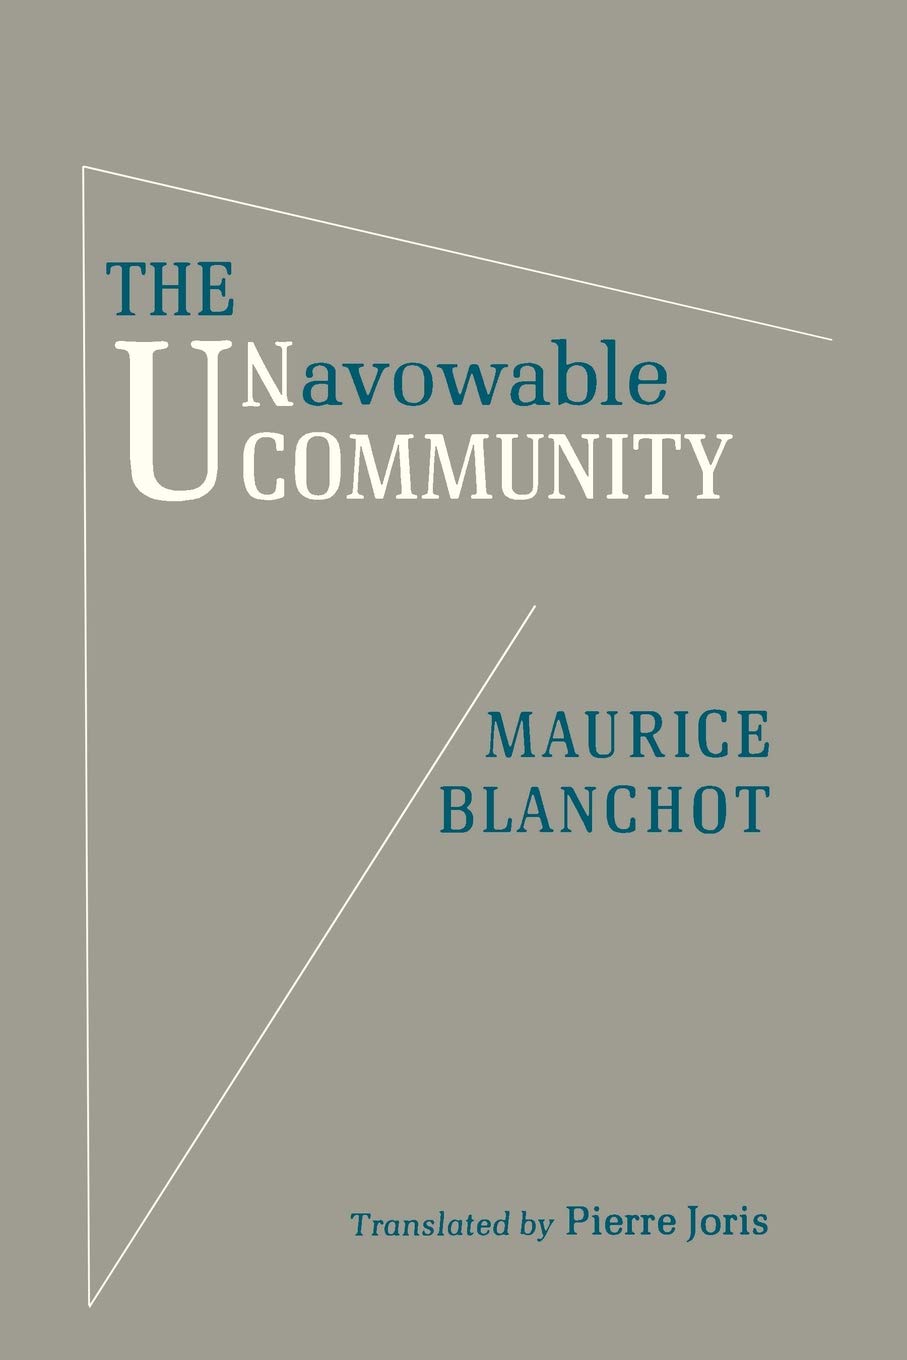 THE
UNavowable
COMMUNITY
MAURICE
BLANCHOT
Translated by Pierre Joris